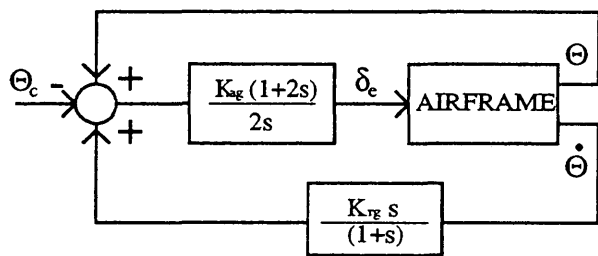 Θ
Θc - +
+
Kag (1+2s)
2s
δe
AIRFRAME
Θ̇
Krg s
(1+s)